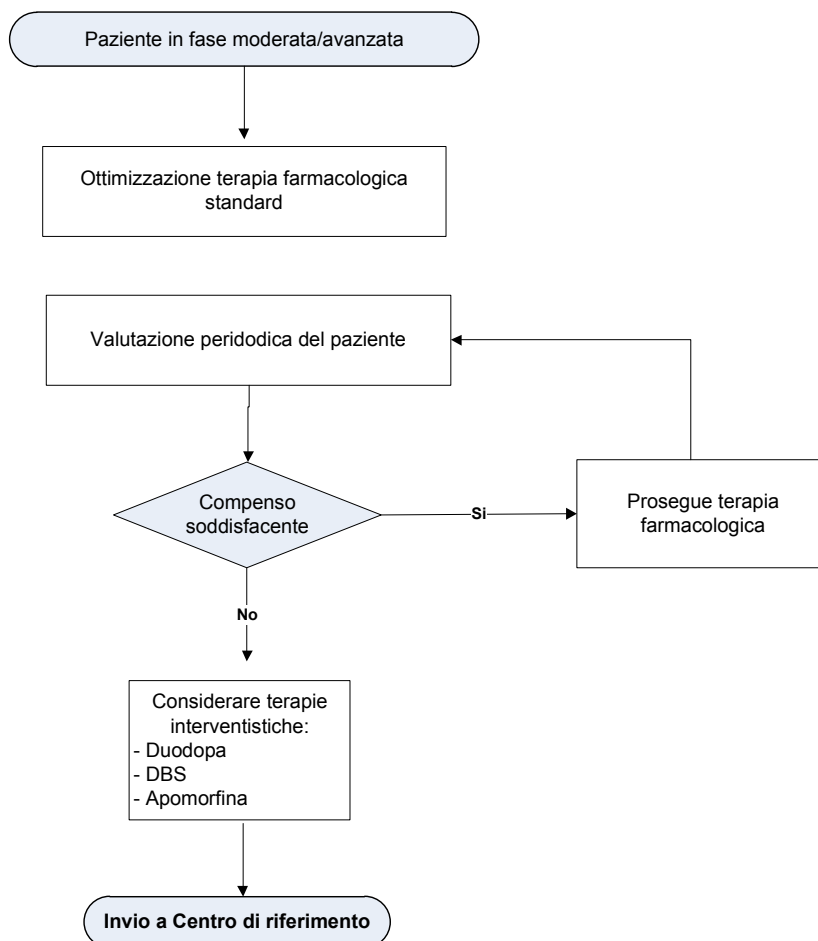 Paziente in fase moderata/avanzata
Ottimizzazione terapia farmacologica
standard
Valutazione peridodica del paziente
Compenso
soddisfacente
Si
Prosegue terapia
farmacologica
No
Considerare terapie
interventistiche:
- Duodopa
- DBS
- Apomorfina
Invio a Centro di riferimento